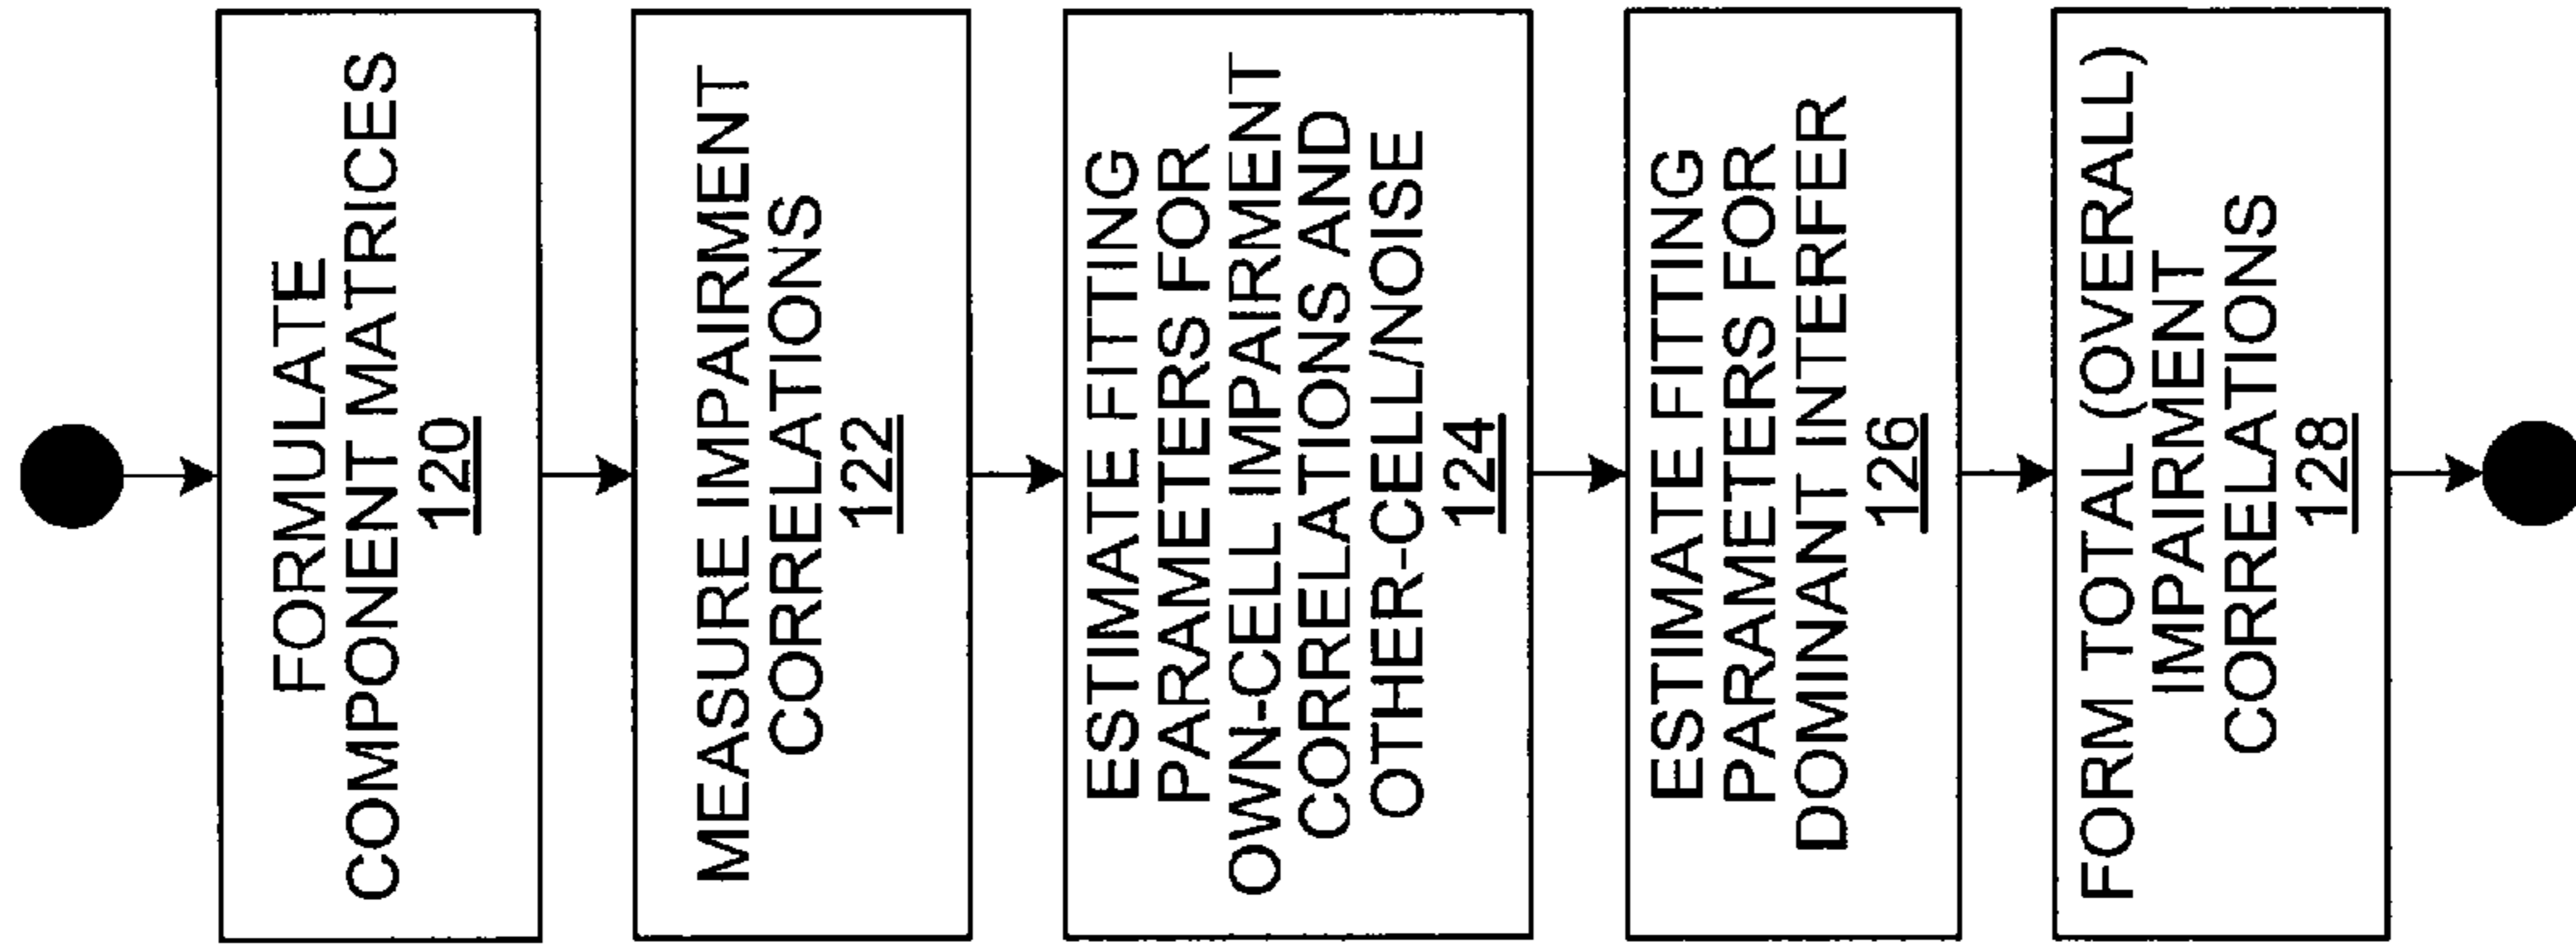 FORMULATE
COMPONENT MATRICES
120
MEASURE IMPAIRMENT
CORRELATIONS
122
ESTIMATE FITTING
PARAMETERS FOR
OWN-CELL IMPAIRMENT
CORRELATIONS AND
OTHER-CELL/NOISE
124
ESTIMATE FITTING
PARAMETERS FOR
DOMINANT INTERFER
126
FORM TOTAL (OVERALL)
IMPAIRMENT
CORRELATIONS
128